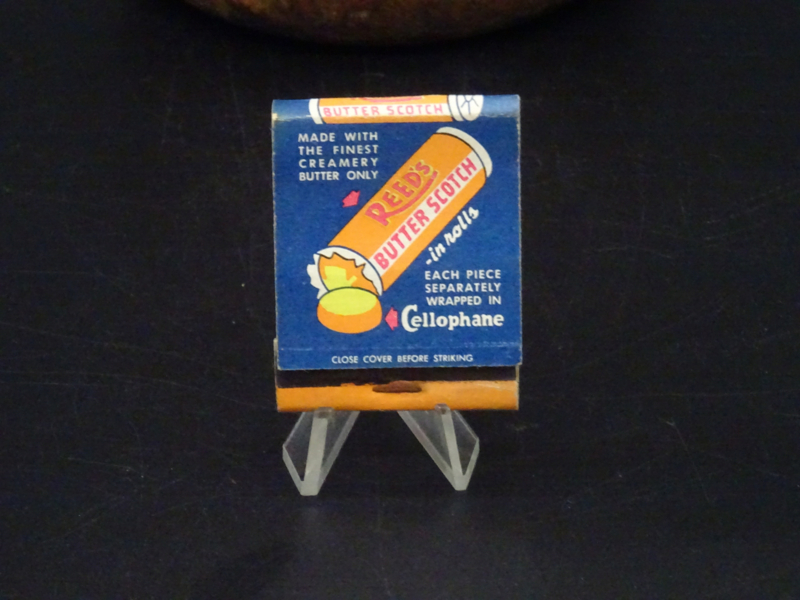 BUTTER SCOTCH
MADE WITH
THE FINEST
CREAMERY
BUTTER ONLY
REED'S
BUTTER SCOTCH
-in rolls
EACH PIECE
SEPARATELY
WRAPPED IN
Cellophane
CLOSE COVER BEFORE STRIKING